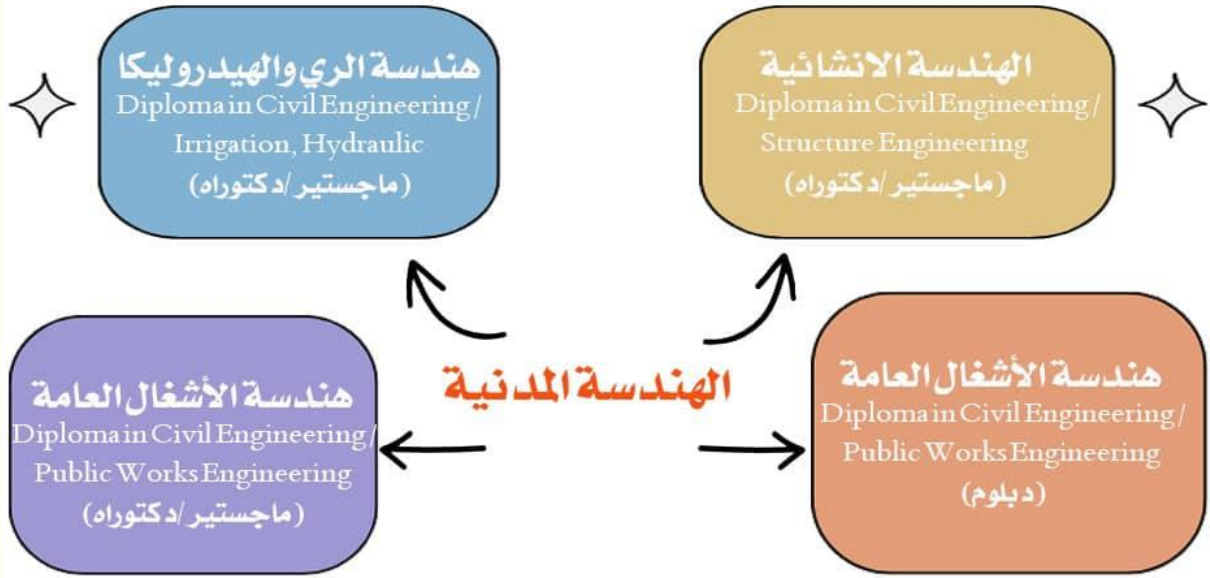 الهندسة الانشائية
Diploma in Civil Engineering /
Structure Engineering
(ماجستير /دكتوراه)
هندسة الري والهيدروليكا
Diploma in Civil Engineering /
Irrigation, Hydraulic
(ماجستير /دكتوراه)
الهندسة المدنية
هندسة الأشغال العامة
Diploma in Civil Engineering /
Public Works Engineering
(دبلوم)
هندسة الأشغال العامة
Diploma in Civil Engineering /
Public Works Engineering
(ماجستير /دكتوراه)